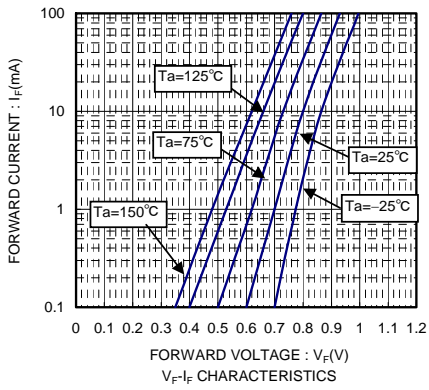 FORWARD CURRENT : IF(mA)
100
10
1
0.1
Ta=125℃
Ta=75℃
Ta=25℃
Ta=150℃
Ta=−25℃
0 0.1 0.2 0.3 0.4 0.5 0.6 0.7 0.8 0.9 1 1.1 1.2
FORWARD VOLTAGE : VF(V)
VF-IF CHARACTERISTICS